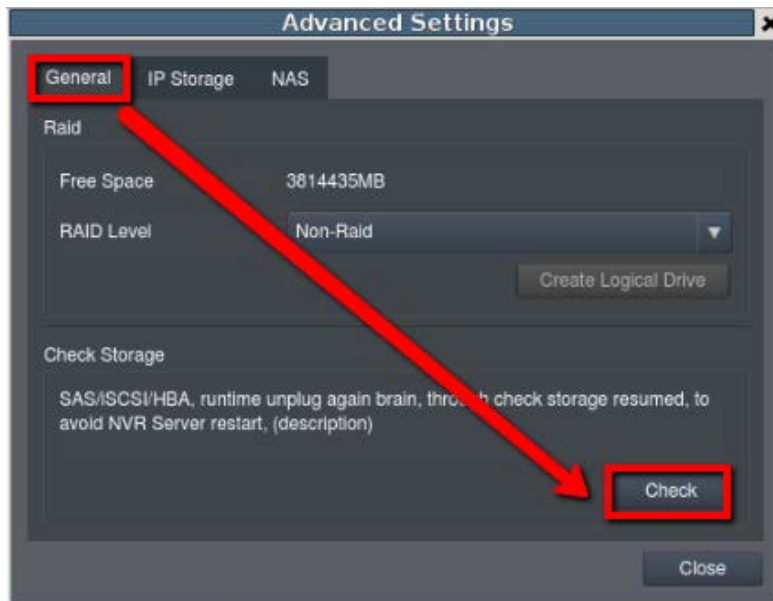 Advanced Settings
General IP Storage NAS
Raid
Free Space 3814435MB
RAID Level Non-Raid
Create Logical Drive
Check Storage
SAS/iSCSI/HBA, runtime unplug again brain, through check storage resumed, to
avoid NVR Server restart, (description)
Check
Close